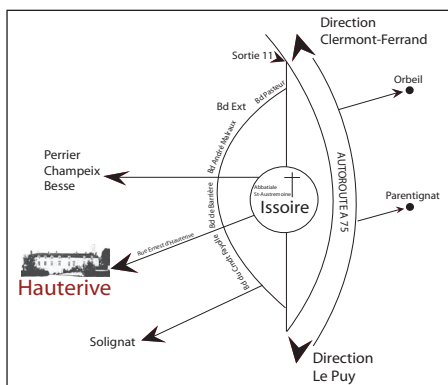 Direction
Clermont-Ferrand
Sortie 11
Orbeil
Bd Pasteur
Bd Ext
Bd André Malraux
Perrier
Champeix
Besse
Abbatiale
St-Austremoine
Issoire
AUTOROUTE A 75
Parentignat
Bd de Barrière
Rue Ernest d'Hauterive
Bd du Cmdt Fayolle
Hauterive
Solignat
Direction
Le Puy